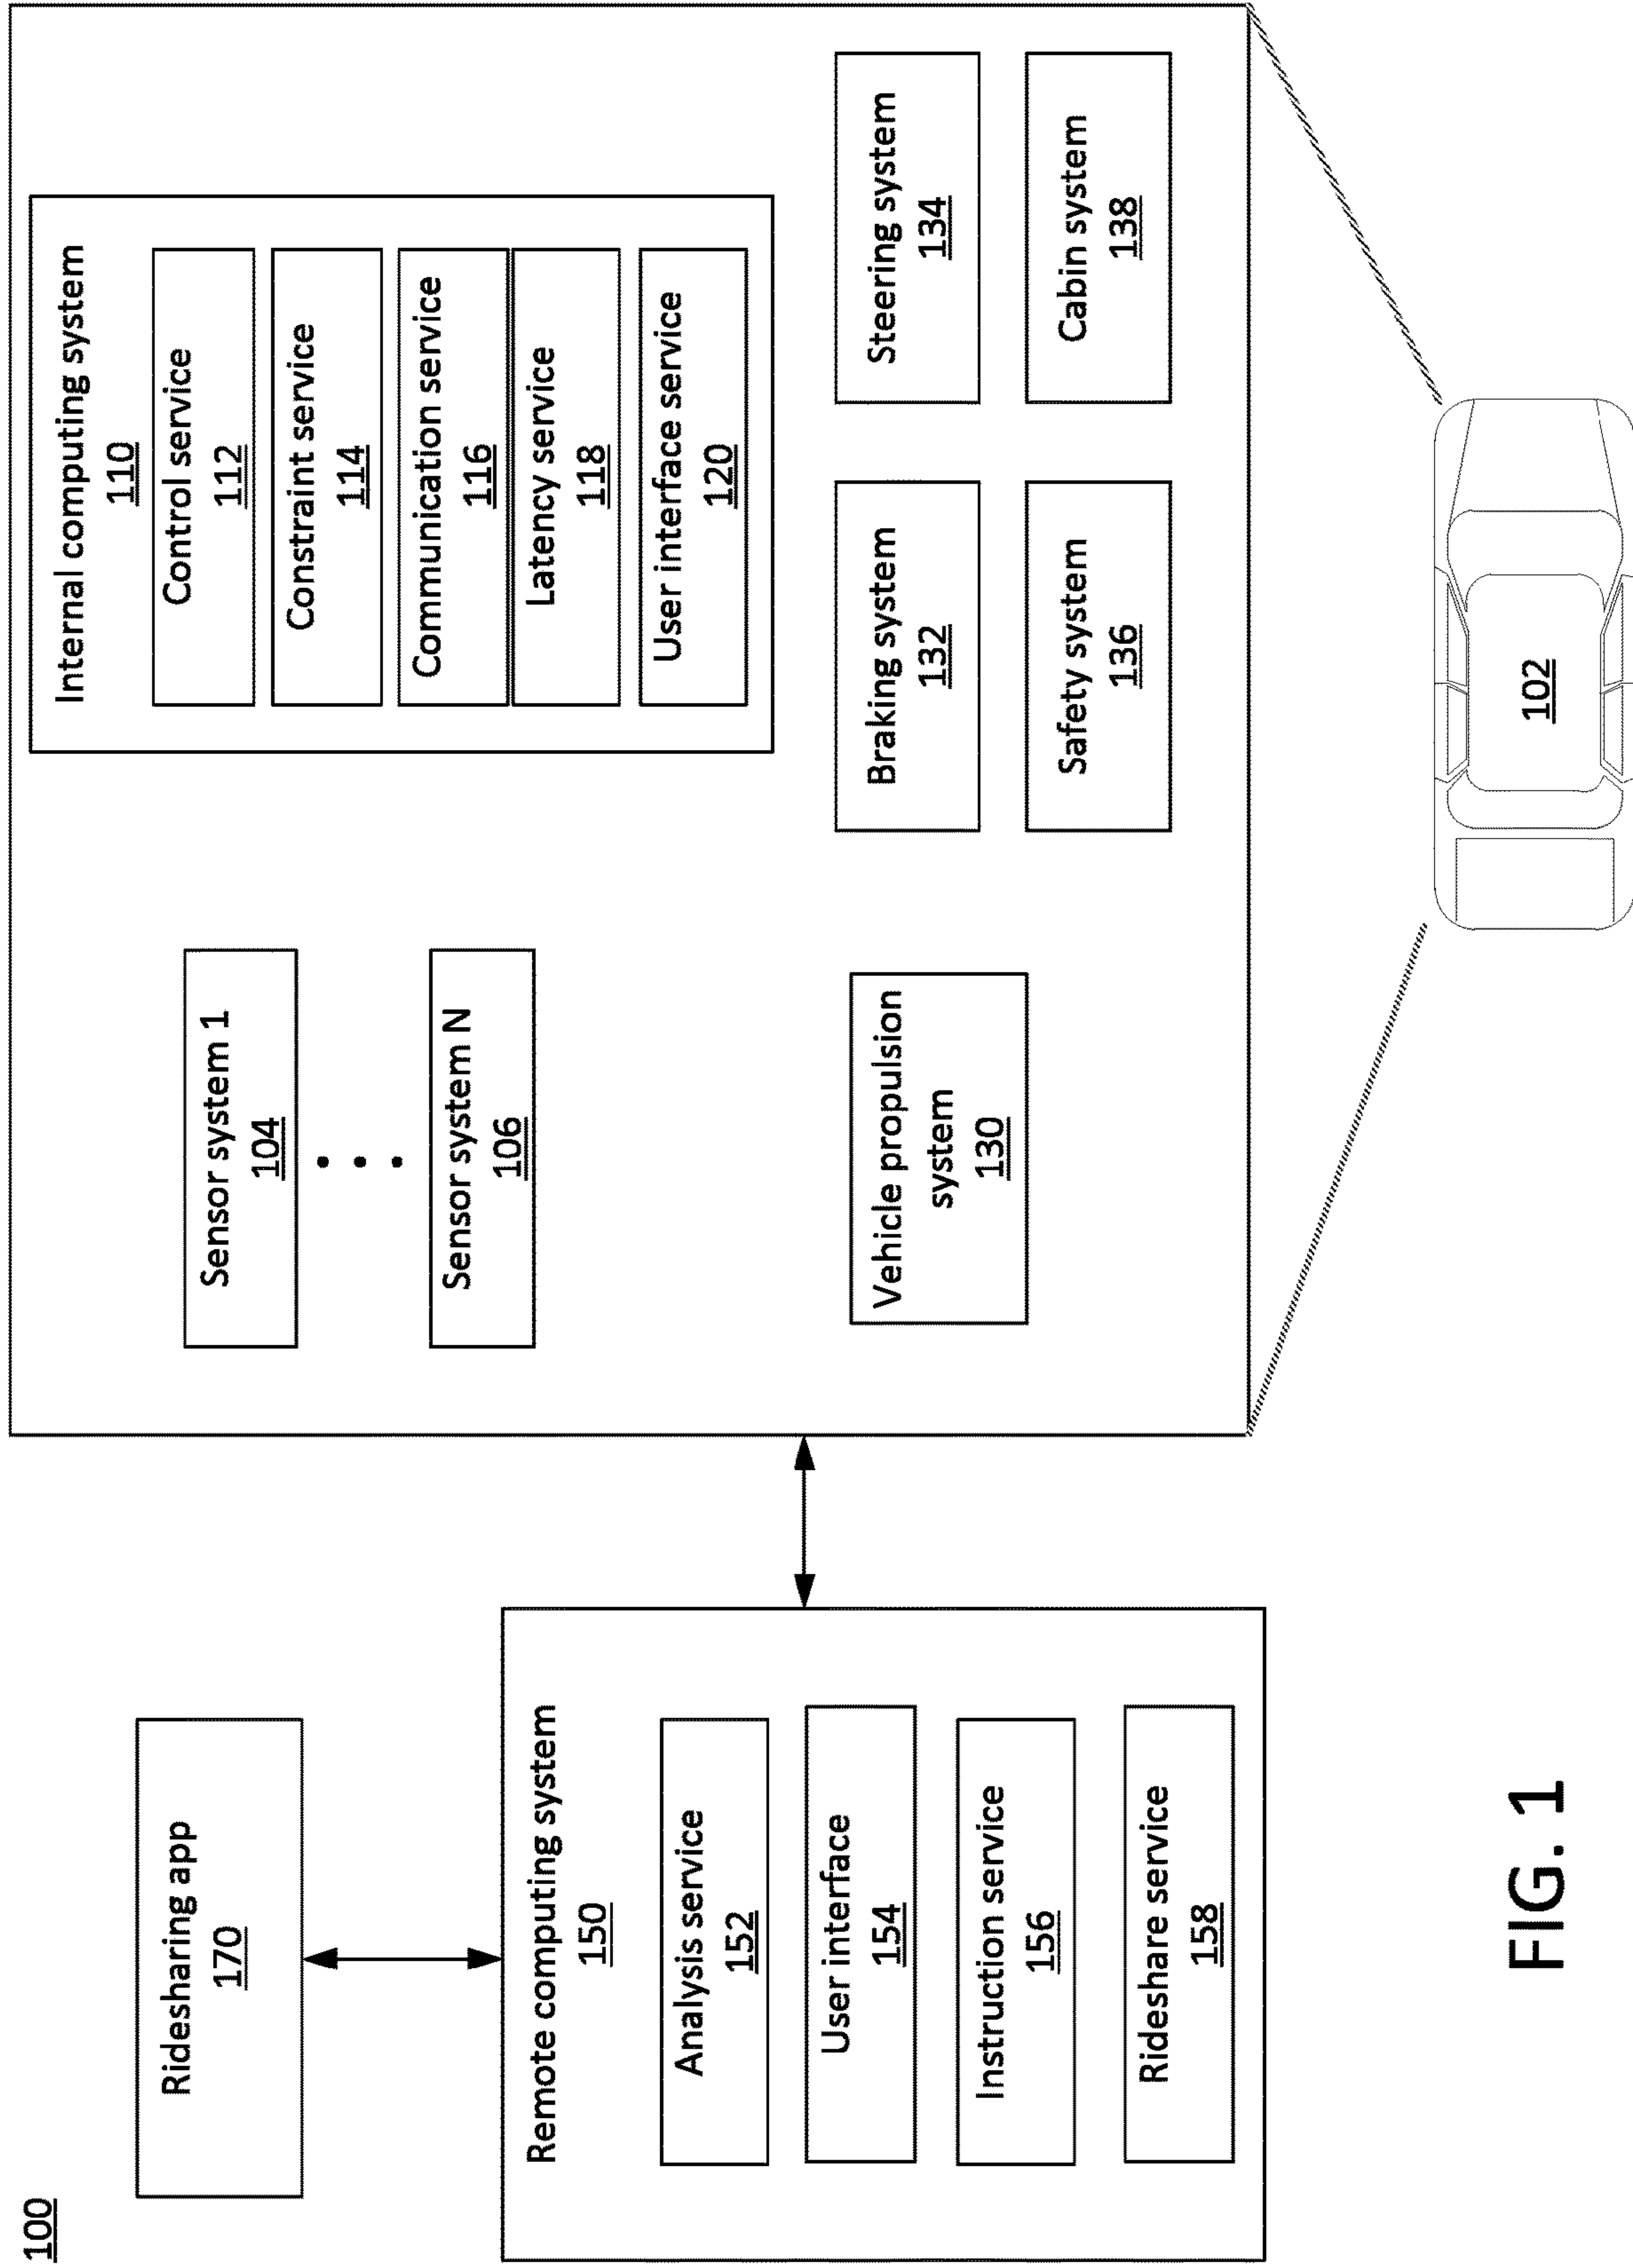 100
Ridesharing app
170
Remote computing system
150
Analysis service
152
User interface
154
Instruction service
156
Rideshare service
158
Sensor system 1
104
Sensor system N
106
Vehicle propulsion
system
130
Internal computing system
110
Control service
112
Constraint service
114
Communication service
116
Latency service
118
User interface service
120
Braking system
132
Steering system
134
Safety system
136
Cabin system
138
102
FIG. 1